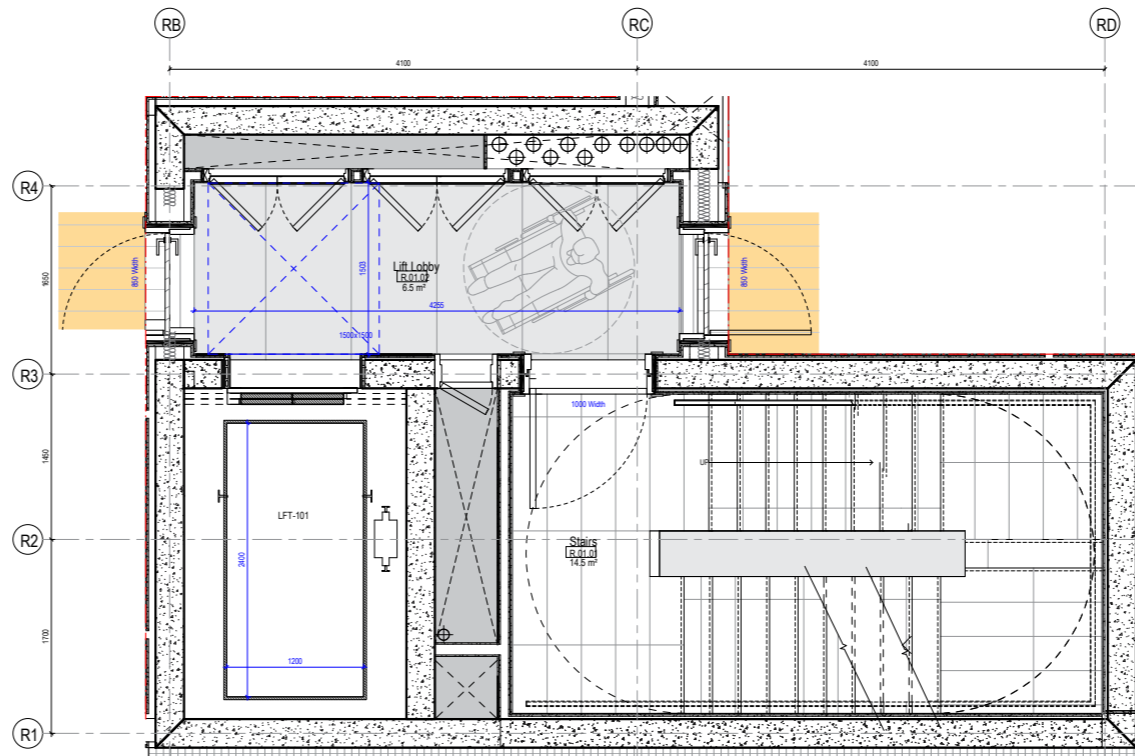 RB
RC
RD
4100
4100
R4
850 Width
850 Width
1650
1503
Lift Lobby
R.01.02
6.5 m²
4255
1500x1500
R3
1000 Width
1450
UP
LFT-101
R2
Stairs
R.01.01
14.5 m²
2400
1700
1200
R1